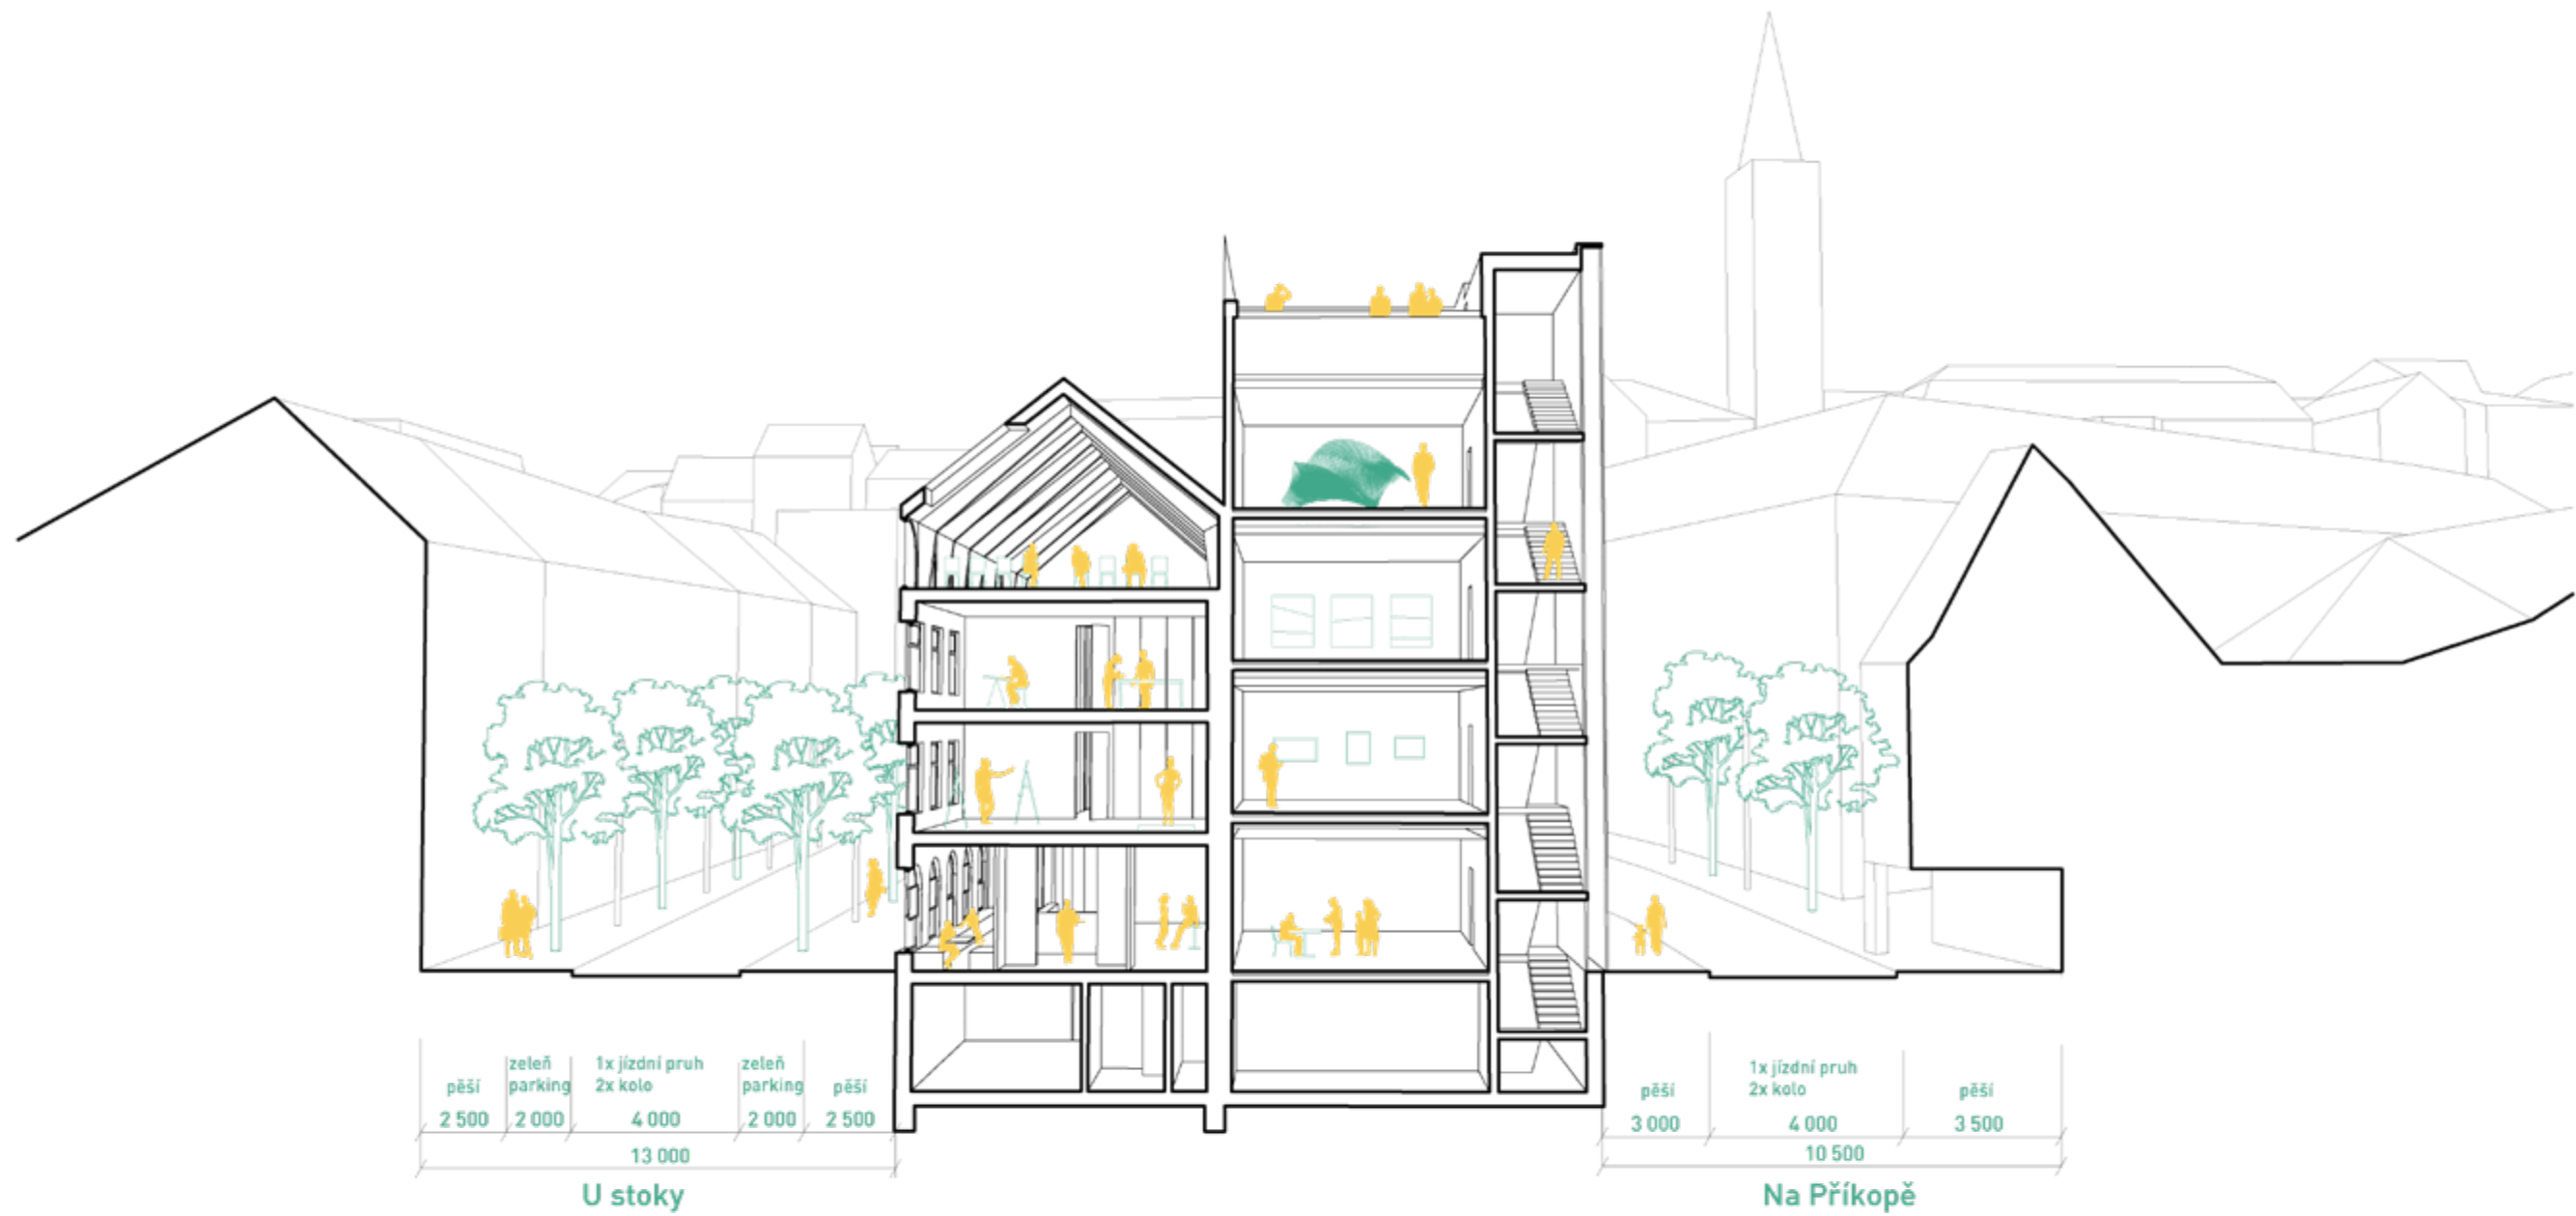 pěší
2 500
zeleň
parking
2 000
1x jízdní pruh
2x kolo
4 000
zeleň
parking
2 000
pěší
2 500
13 000
U stoky
pěší
3 000
1x jízdní pruh
2x kolo
4 000
pěší
3 500
10 500
Na Příkopě